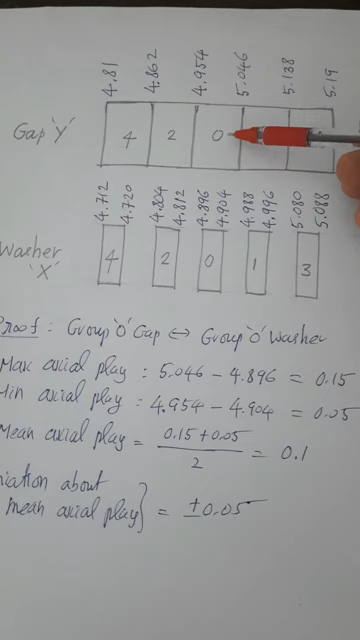 4.81 4.862 4.954 5.046 5.138 5.19
Gap 'Y' 4 2 0
4.712 4.720 4.804 4.812 4.896 4.904 4.988 4.996 5.080 5.088
Washer 'X' 4 2 0 1 3
Proof : Group 'O' Gap ↔ Group 'O' Washer
Max axial play : 5.046 - 4.896 = 0.15
Min axial play : 4.954 - 4.904 = 0.05
Mean axial play = 0.15 + 0.05 / 2 = 0.1
iation about
mean axial play } = ±0.05